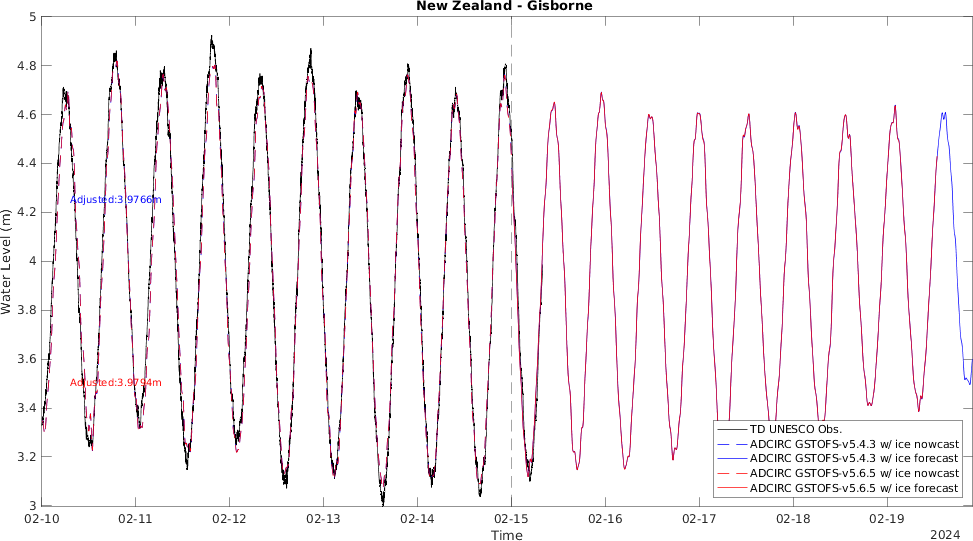 New Zealand - Gisborne
5
4.8
4.6
4.4
4.2
4
3.8
3.6
3.4
3.2
3
Water Level (m)
Adjusted:3.9766m
Adjusted:3.9794m
TD UNESCO Obs.
ADCIRC GSTOFS-v5.4.3 w/ ice nowcast
ADCIRC GSTOFS-v5.4.3 w/ ice forecast
ADCIRC GSTOFS-v5.6.5 w/ ice nowcast
ADCIRC GSTOFS-v5.6.5 w/ ice forecast
02-10 02-11 02-12 02-13 02-14 02-15 02-16 02-17 02-18 02-19
Time
2024